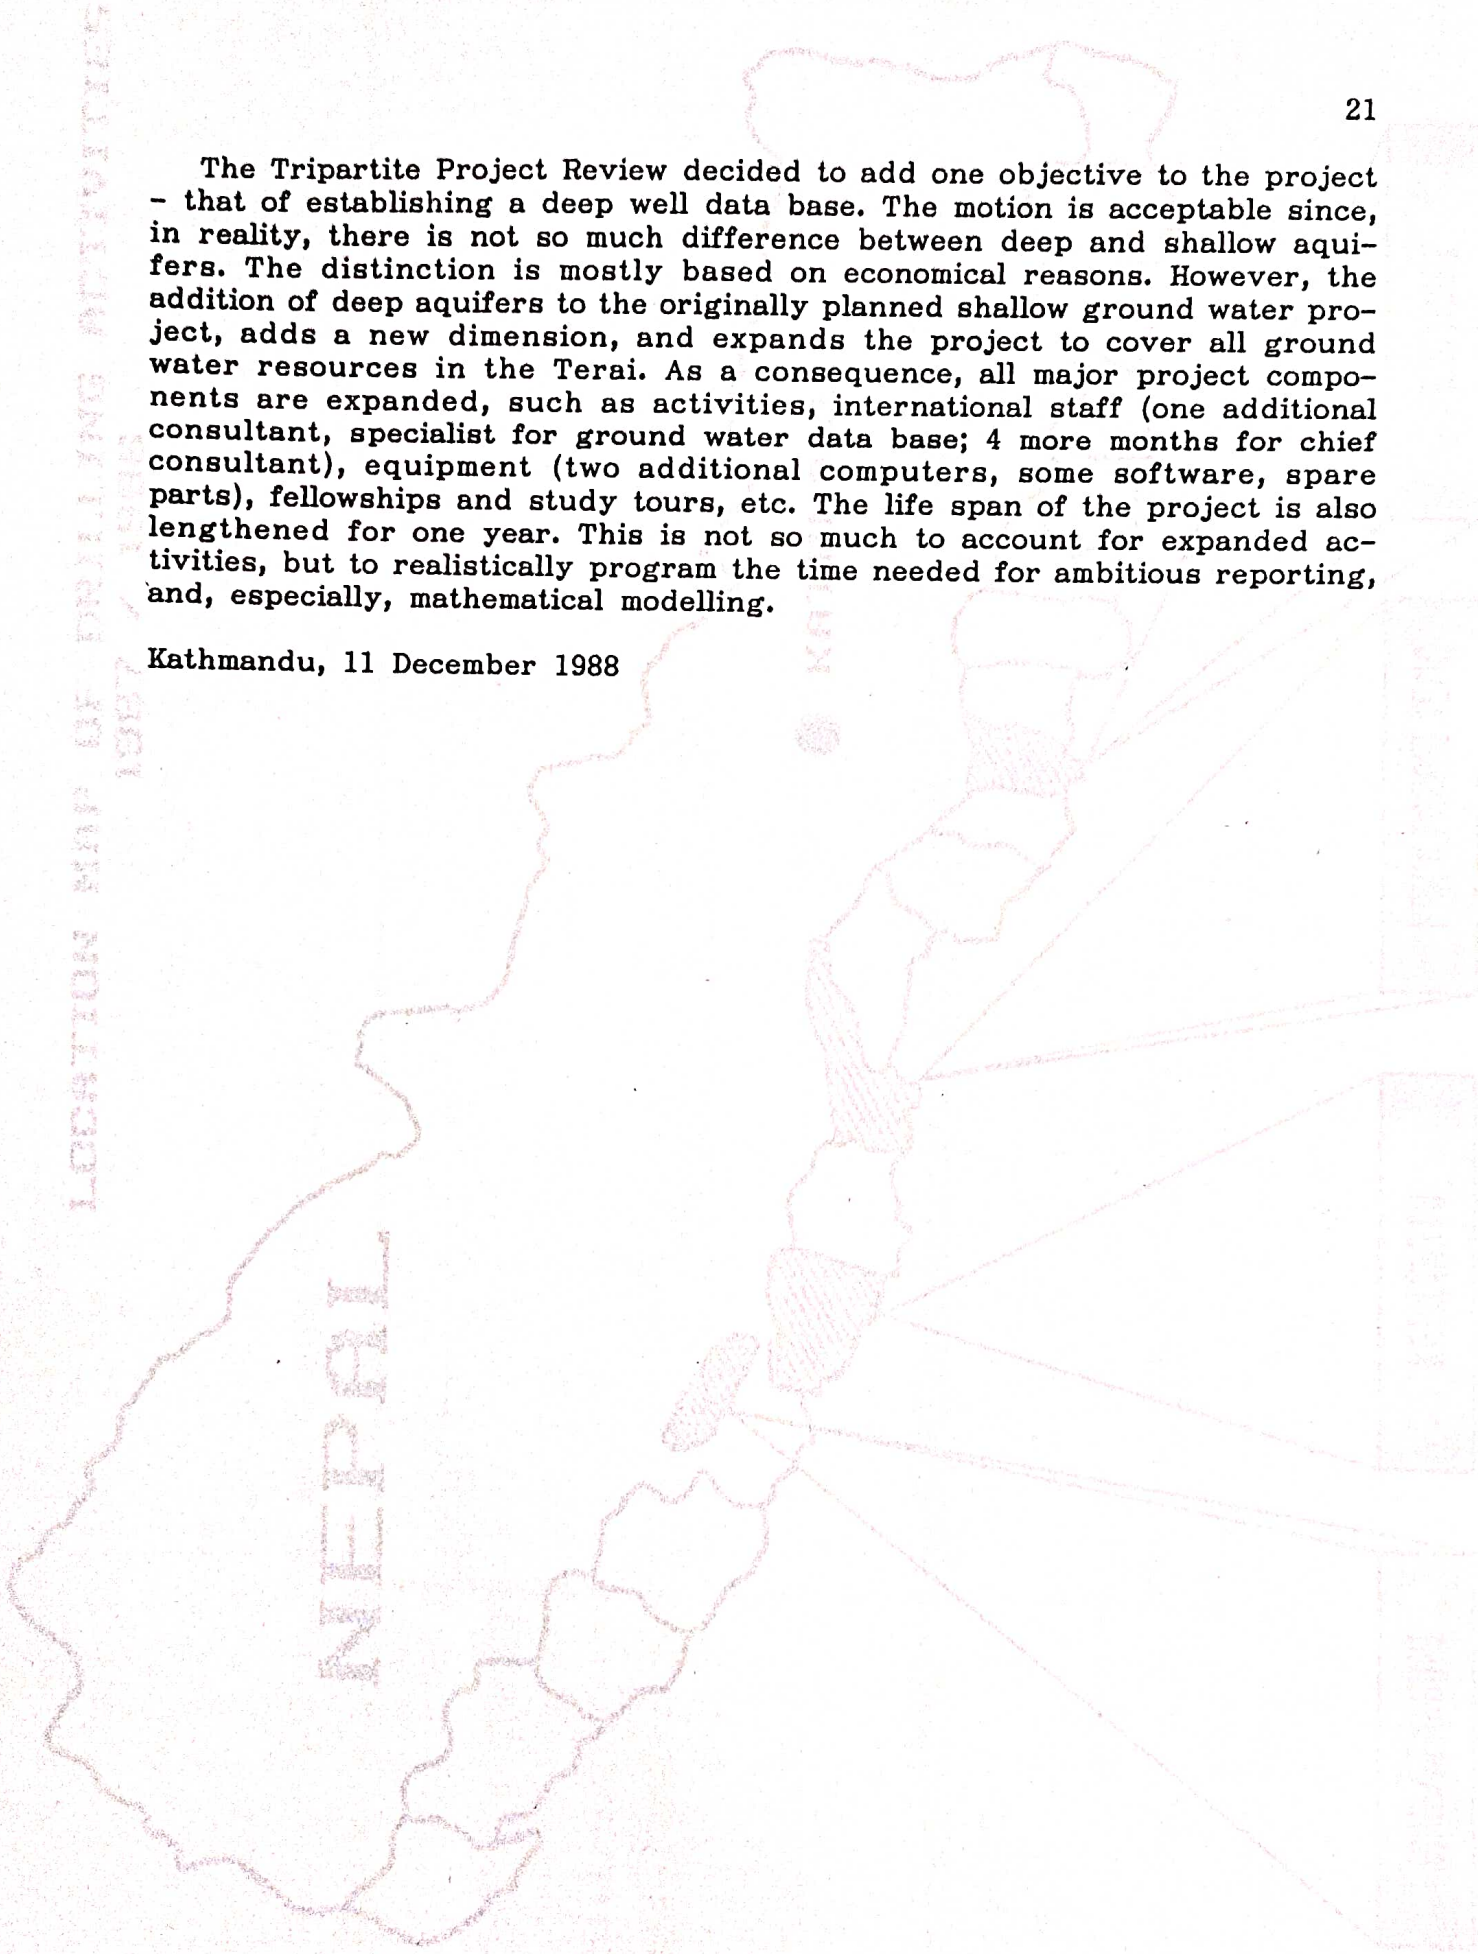 21
The Tripartite Project Review decided to add one objective to the project
- that of establishing a deep well data base. The motion is acceptable since,
in reality, there is not so much difference between deep and shallow aqui-
fers. The distinction is mostly based on economical reasons. However, the
addition of deep aquifers to the originally planned shallow ground water pro-
ject, adds a new dimension, and expands the project to cover all ground
water resources in the Terai. As a consequence, all major project compo-
nents are expanded, such as activities, international staff (one additional
consultant, specialist for ground water data base; 4 more months for chief
consultant), equipment (two additional computers, some software, spare
parts), fellowships and study tours, etc. The life span of the project is also
lengthened for one year. This is not so much to account for expanded ac-
tivities, but to realistically program the time needed for ambitious reporting,
and, especially, mathematical modelling.
Kathmandu, 11 December 1988
LOCATION MAP OF DRILLING ACTIVITIES
NEPAL